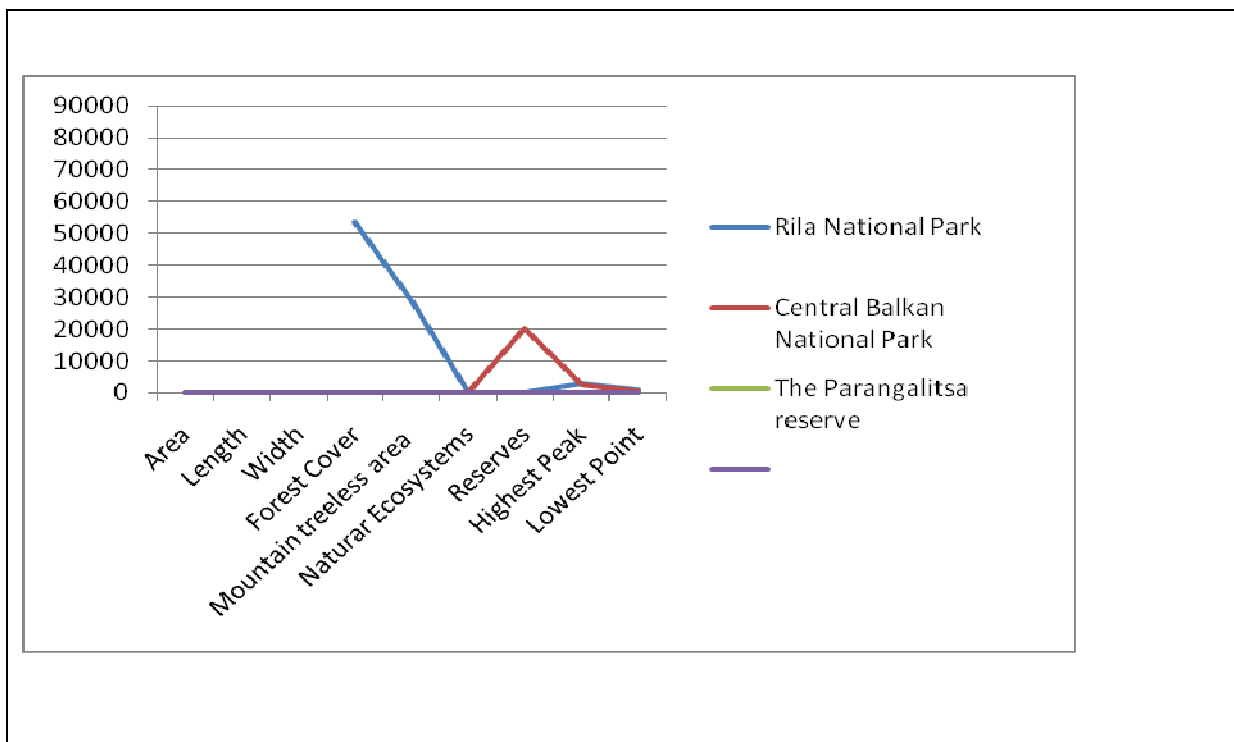 90000
80000
70000
60000
50000
40000
30000
20000
10000
0
Area
Length
Width
Forest Cover
Mountain treeless area
Naturar Ecosystems
Reserves
Highest Peak
Lowest Point
Rila National Park
Central Balkan
National Park
The Parangalitsa
reserve